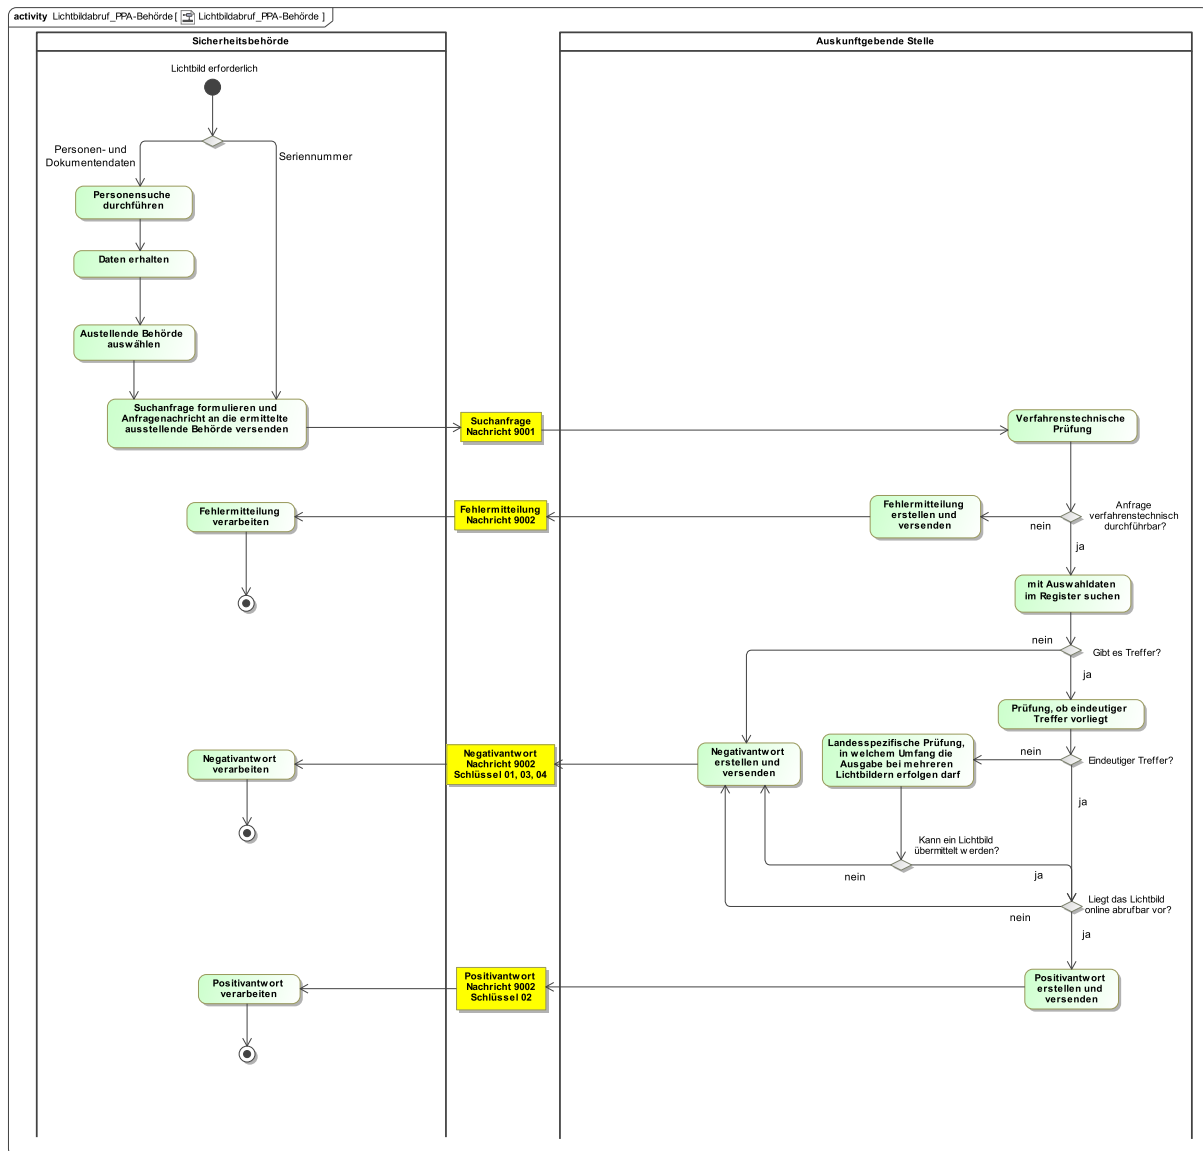 activity Lichtbildabruf_PPA-Behörde [ Lichtbildabruf_PPA-Behörde ]
Sicherheitsbehörde
Auskunftgebende Stelle
Lichtbild erforderlich
Personen- und
Dokumentendaten
Seriennummer
Personensuche
durchführen
Daten erhalten
Austellende Behörde
auswählen
Suchanfrage formulieren und
Anfragenachricht an die ermittelte
ausstellende Behörde versenden
Suchanfrage
Nachricht 9001
Verfahrenstechnische
Prüfung
Fehlermitteilung
verarbeiten
Fehlermitteilung
Nachricht 9002
Fehlermitteilung
erstellen und
versenden
nein
Anfrage
verfahrenstechnisch
durchführbar?
ja
mit Auswahldaten
im Register suchen
nein
Gibt es Treffer?
ja
Prüfung, ob eindeutiger
Treffer vorliegt
Negativantwort
verarbeiten
Negativantwort
Nachricht 9002
Schlüssel 01, 03, 04
Negativantwort
erstellen und
versenden
Landesspezifische Prüfung,
in welchem Umfang die
Ausgabe bei mehreren
Lichtbildern erfolgen darf
nein
Eindeutiger Treffer?
ja
Kann ein Lichtbild
übermittelt werden?
nein
ja
Liegt das Lichtbild
online abrufbar vor?
nein
ja
Positivantwort
verarbeiten
Positivantwort
Nachricht 9002
Schlüssel 02
Positivantwort
erstellen und
versenden